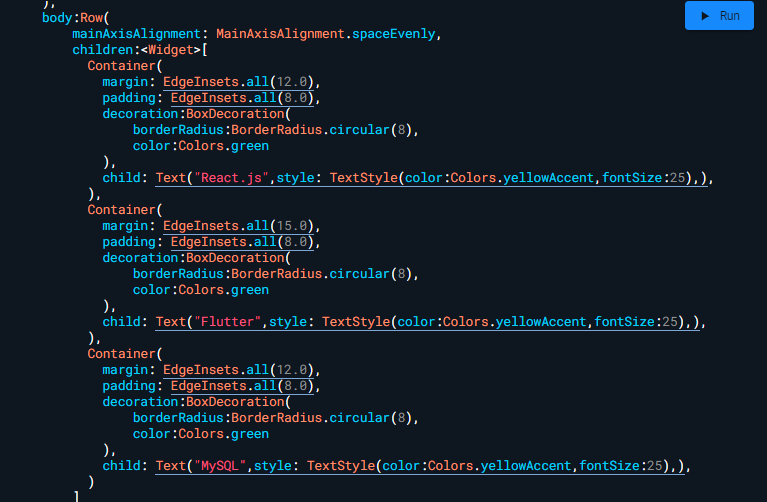 ),
body:Row(
Run
mainAxisAlignment: MainAxisAlignment.spaceEvenly,
children:<Widget>[
Container(
margin: EdgeInsets.all(12.0),
padding: EdgeInsets.all(8.0),
decoration:BoxDecoration(
borderRadius:BorderRadius.circular(8),
color:Colors.green
),
child: Text("React.js",style: TextStyle(color:Colors.yellowAccent,fontSize:25),),
),
Container(
margin: EdgeInsets.all(15.0),
padding: EdgeInsets.all(8.0),
decoration:BoxDecoration(
borderRadius:BorderRadius.circular(8),
color:Colors.green
),
child: Text("Flutter",style: TextStyle(color:Colors.yellowAccent,fontSize:25),),
),
Container(
margin: EdgeInsets.all(12.0),
padding: EdgeInsets.all(8.0),
decoration:BoxDecoration(
borderRadius:BorderRadius.circular(8),
color:Colors.green
),
child: Text("MySQL",style: TextStyle(color:Colors.yellowAccent,fontSize:25),),
)
]